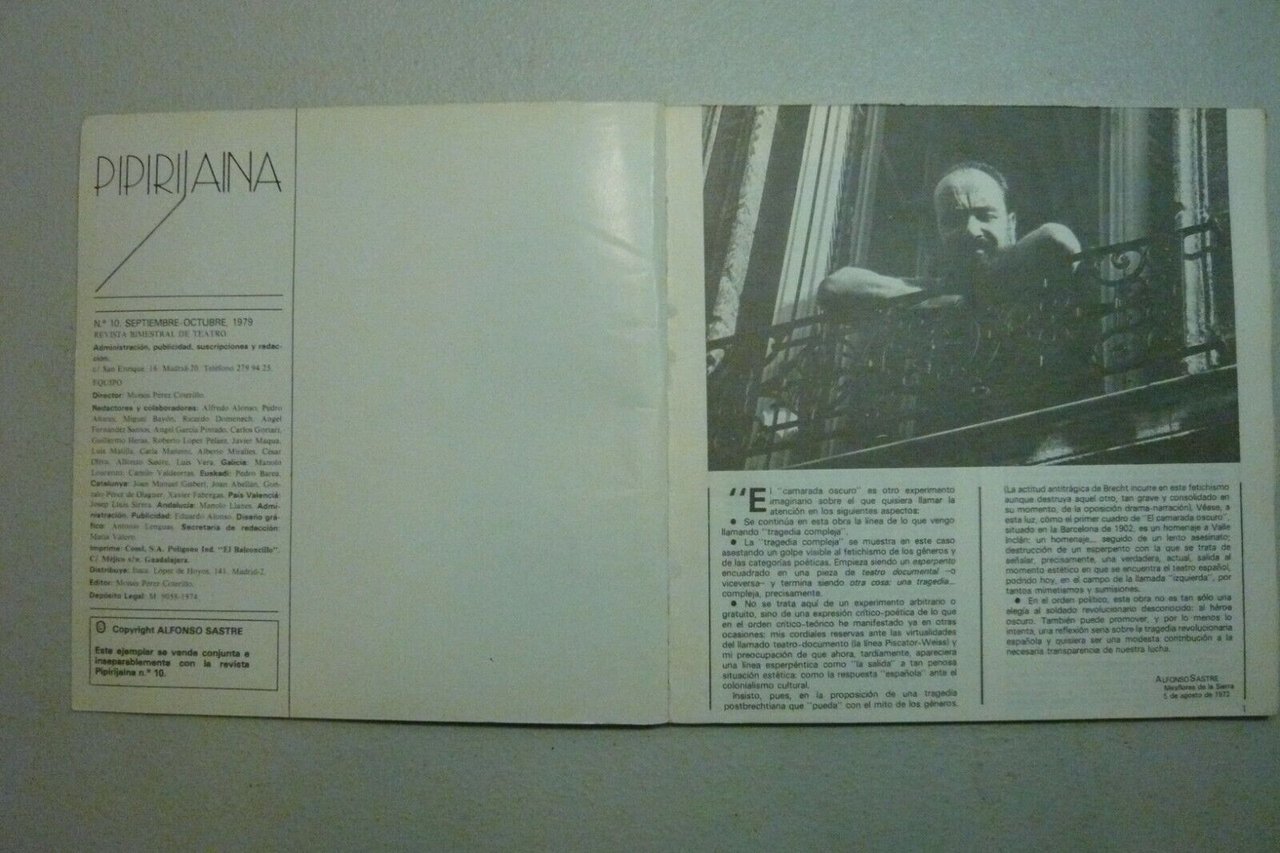 PIPIRIJAINA
N.º 10. SEPTIEMBRE-OCTUBRE, 1979
REVISTA BIMESTRAL DE TEATRO
Administración, publicidad, suscripciones y redac-
ción.
c/ San Enrique, 16. Madrid-20. Teléfono 279 94 23.
EQUIPO
Director: Moisés Pérez Coterillo.
Redactores y colaboradores: Alfredo Alonso, Pedro
Altares, Miguel Bayón, Ricardo Domenech, Angel
Fernández Santos, Angel García Pintado, Carlos Gortari,
Guillermo Heras, Roberto López Peláez, Javier Maqua,
Luis Matilla, Carla Matteini, Alberto Miralles, César
Oliva, Alfonso Sastre, Luis Vera. Galicia: Manolo
Lourenzo, Camilo Valdeorras. Euskadi: Pedro Barea.
Catalunya: Joan Manuel Gisbert, Joan Abellán, Gon-
zalo Pérez de Olaguer, Xavier Fabregas. País Valenciá:
Josep Lluis Sirera. Andalucía: Manolo Llanes. Admi-
nistración. Publicidad: Eduardo Alonso. Diseño grá-
fico: Antonio Lenguas. Secretaria de redacción:
María Valero.
Imprime: Cosol, S.A. Polígono Ind. "El Balconcillo".
C/ Méjico s/n. Guadalajara.
Distribuye: Itaca. López de Hoyos, 141. Madrid-2.
Editor: Moisés Pérez Coterillo.
Depósito Legal: M. 9058-1974.
© Copyright ALFONSO SASTRE
Este ejemplar se vende conjunta e
inseparablemente con la revista
Pipirijaina n.º 10.
"El "camarada oscuro" es otro experimento
imaginario sobre el que quisiera llamar la
atención en los siguientes aspectos:
● Se continúa en esta obra la línea de lo que vengo
llamando "tragedia compleja"
● La "tragedia compleja" se muestra en este caso
asestando un golpe visible al fetichismo de los géneros y
de las categorías poéticas. Empieza siendo un esperpento
encuadrado en una pieza de teatro documental –o
viceversa– y termina siendo otra cosa: una tragedia...
compleja, precisamente.
● No se trata aquí de un experimento arbitrario o
gratuito, sino de una expresión crítico-poética de lo que
en el orden crítico-teórico he manifestado ya en otras
ocasiones: mis cordiales reservas ante las virtualidades
del llamado teatro-documento (la línea Piscator-Weiss) y
mi preocupación de que ahora, tardíamente, apareciera
una línea esperpéntica como "la salida" a tan penosa
situación estética: como la respuesta "española" ante el
colonialismo cultural.
Insisto, pues, en la proposición de una tragedia
postbrechtiana que "pueda" con el mito de los géneros.
(La actitud antitrágica de Brecht incurre en este fetichismo
aunque destruya aquel otro, tan grave y consolidado en
su momento, de la oposición drama-narración). Véase, a
esta luz, cómo el primer cuadro de "El camarada oscuro",
situado en la Barcelona de 1902, es un homenaje a Valle
Inclán: un homenaje... seguido de un lento asesinato;
destrucción de un esperpento con la que se trata de
señalar, precisamente, una verdadera, actual, salida al
momento estético en que se encuentra el teatro español,
podrido hoy, en el campo de la llamada "izquierda", por
tantos mimetismos y sumisiones.
● En el orden político, esta obra no es tan sólo una
elegía al soldado revolucionario desconocido: al héroe
oscuro. También puede promover, y por lo menos lo
intenta, una reflexión seria sobre la tragedia revolucionaria
española y quisiera ser una modesta contribución a la
necesaria transparencia de nuestra lucha.
ALFONSO SASTRE
Miraflores de la Sierra
5 de agosto de 1972
1